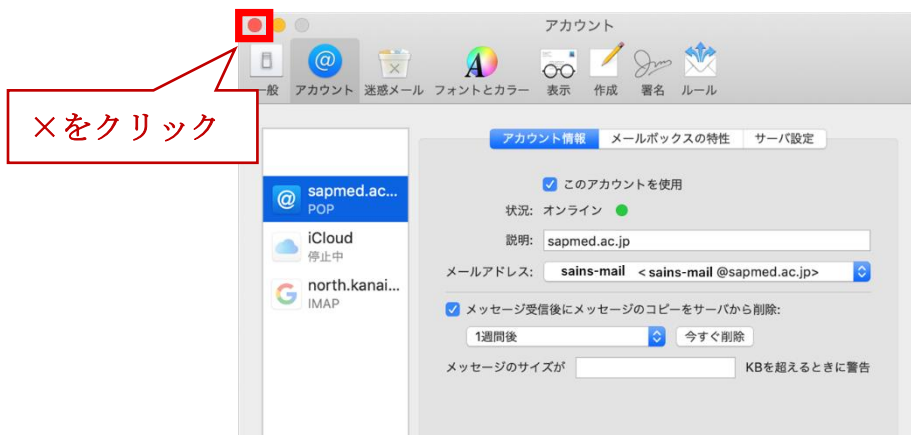 アカウント
一般 アカウント 迷惑メール フォントとカラー 表示 作成 署名 ルール
×をクリック
アカウント情報 メールボックスの特性 サーバ設定
このアカウントを使用
sapmed.ac...
POP
状況: オンライン
iCloud
停止中
説明: sapmed.ac.jp
north.kanai...
IMAP
メールアドレス: sains-mail <sains-mail @sapmed.ac.jp>
メッセージ受信後にメッセージのコピーをサーバから削除:
1週間後 今すぐ削除
メッセージのサイズが KBを超えるときに警告